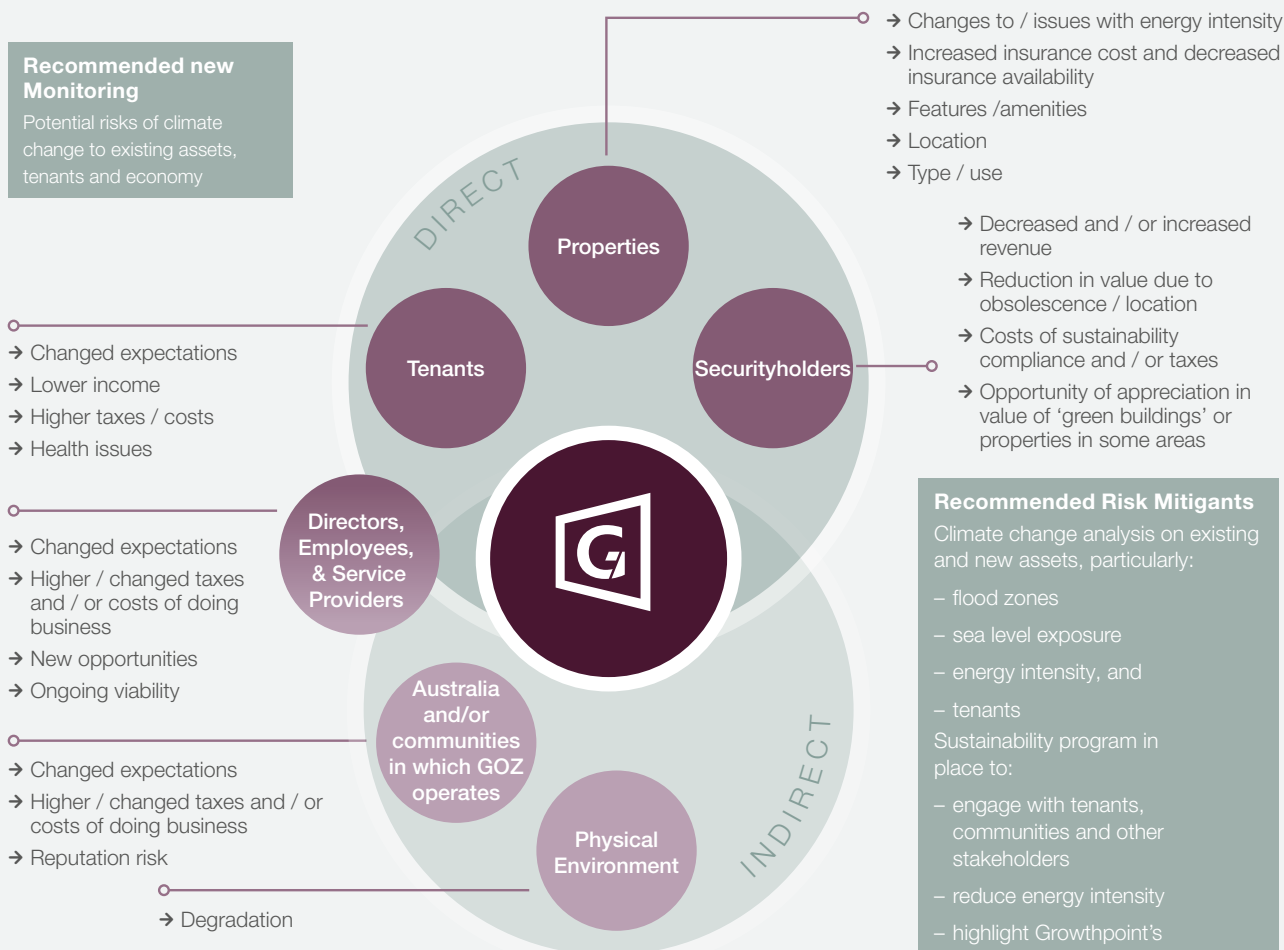 Recommended new
Monitoring
Potential risks of climate
change to existing assets,
tenants and economy
→ Changes to / issues with energy intensity
→ Increased insurance cost and decreased
insurance availability
→ Features /amenities
→ Location
→ Type / use
DIRECT
Properties
Tenants
Securityholders
→ Decreased and / or increased
revenue
→ Reduction in value due to
obsolescence / location
→ Costs of sustainability
compliance and / or taxes
→ Opportunity of appreciation in
value of ‘green buildings’ or
properties in some areas
→ Changed expectations
→ Lower income
→ Higher taxes / costs
→ Health issues
Directors,
Employees,
& Service
Providers
G
→ Changed expectations
→ Higher / changed taxes
and / or costs of doing
business
→ New opportunities
→ Ongoing viability
Australia
and/or
communities
in which GOZ
operates
→ Changed expectations
→ Higher / changed taxes and / or
costs of doing business
→ Reputation risk
Physical
Environment
INDIRECT
→ Degradation
Recommended Risk Mitigants
Climate change analysis on existing
and new assets, particularly:
– flood zones
– sea level exposure
– energy intensity, and
– tenants
Sustainability program in
place to:
– engage with tenants,
communities and other
stakeholders
– reduce energy intensity
– highlight Growthpoint’s